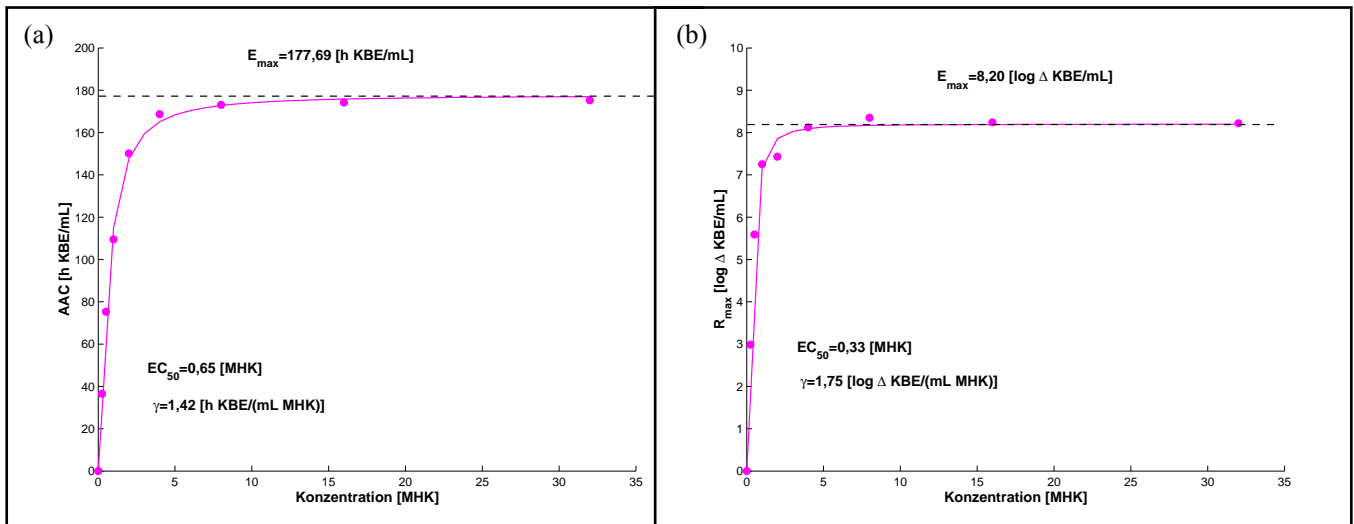 (a)
E_max=177,69 [h KBE/mL]
200
180
160
140
120
100
80
60
40
20
0
AAC [h KBE/mL]
EC_50=0,65 [MHK]
γ=1,42 [h KBE/(mL MHK)]
0 5 10 15 20 25 30 35
Konzentration [MHK]
(b)
E_max=8,20 [log Δ KBE/mL]
10
9
8
7
6
5
4
3
2
1
0
R_max [log Δ KBE/mL]
EC_50=0,33 [MHK]
γ=1,75 [log Δ KBE/(mL MHK)]
0 5 10 15 20 25 30 35
Konzentration [MHK]